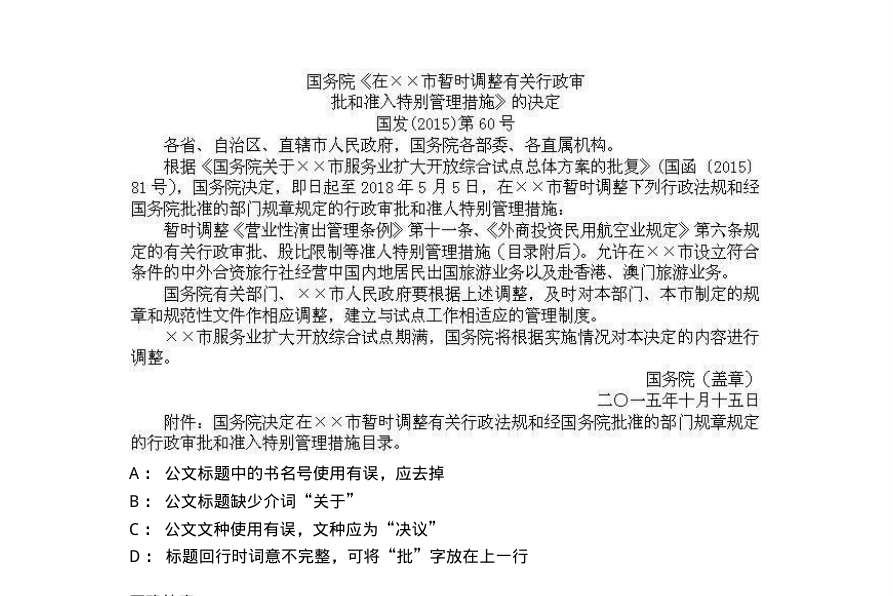 国务院《在××市暂时调整有关行政审
批和准入特别管理措施》的决定
国发(2015)第 60 号
各省、自治区、直辖市人民政府，国务院各部委、各直属机构。
根据《国务院关于××市服务业扩大开放综合试点总体方案的批复》(国函〔2015〕
81 号)，国务院决定，即日起至 2018 年 5 月 5 日，在××市暂时调整下列行政法规和经
国务院批准的部门规章规定的行政审批和准人特别管理措施：
暂时调整《营业性演出管理条例》第十一条、《外商投资民用航空业规定》第六条规
定的有关行政审批、股比限制等准人特别管理措施（目录附后）。允许在××市设立符合
条件的中外合资旅行社经营中国内地居民出国旅游业务以及赴香港、澳门旅游业务。
国务院有关部门、××市人民政府要根据上述调整，及时对本部门、本市制定的规
章和规范性文件作相应调整，建立与试点工作相适应的管理制度。
××市服务业扩大开放综合试点期满，国务院将根据实施情况对本决定的内容进行
调整。
国务院（盖章）
二〇一五年十月十五日
附件：国务院决定在××市暂时调整有关行政法规和经国务院批准的部门规章规定
的行政审批和准入特别管理措施目录。
A： 公文标题中的书名号使用有误，应去掉
B： 公文标题缺少介词“关于”
C： 公文文种使用有误，文种应为“决议”
D： 标题回行时词意不完整，可将“批”字放在上一行